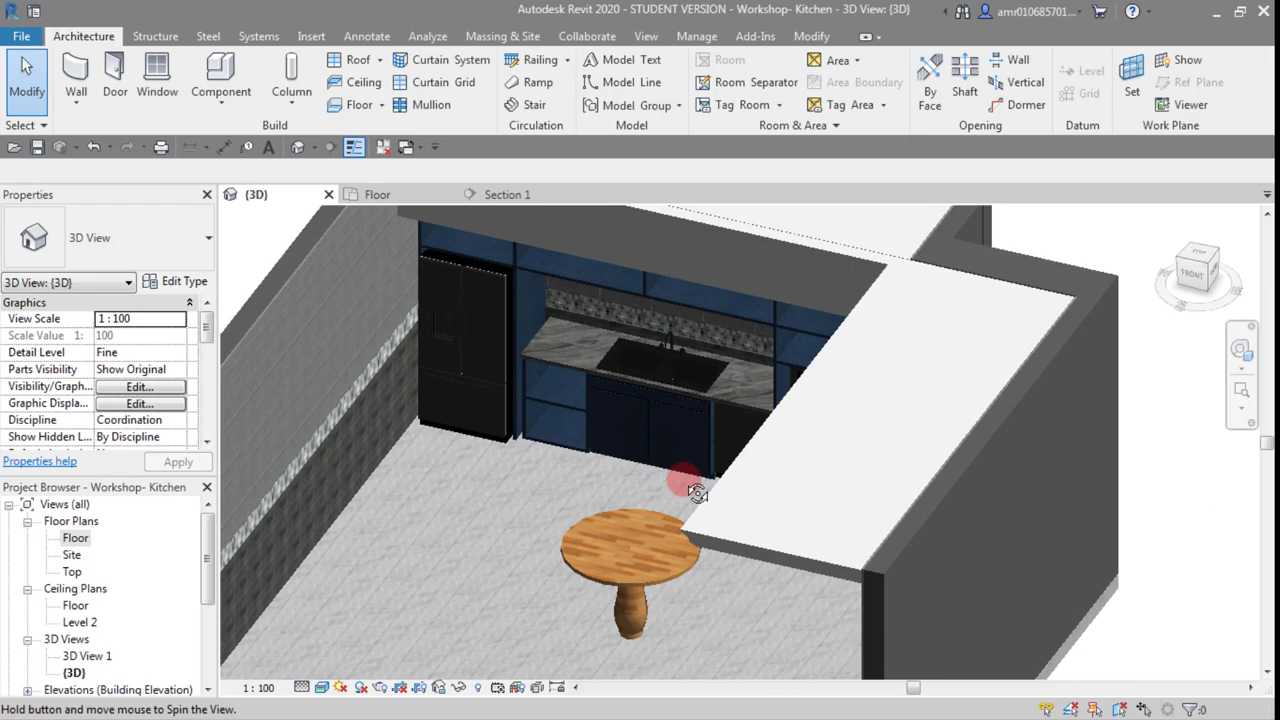 Autodesk Revit 2020 - STUDENT VERSION - Workshop- Kitchen - 3D View: {3D}
amr010685701...
File Architecture Structure Steel Systems Insert Annotate Analyze Massing & Site Collaborate View Manage Add-Ins Modify
Modify Wall Door Window Component Column
Roof Curtain System
Ceiling Curtain Grid
Floor Mullion
Railing
Ramp
Stair
Model Text
Model Line
Model Group
Room
Room Separator
Tag Room
Area
Area Boundary
Tag Area
By Face
Shaft
Wall
Vertical
Dormer
Level
Grid
Set
Show
Ref Plane
Viewer
Select Build Circulation Model Room & Area Opening Datum Work Plane
Properties
{3D} Floor Section 1
3D View
3D View: {3D} Edit Type
Graphics
View Scale 1 : 100
Scale Value 1: 100
Detail Level Fine
Parts Visibility Show Original
Visibility/Graph... Edit...
Graphic Displa... Edit...
Discipline Coordination
Show Hidden L... By Discipline
Properties help Apply
Project Browser - Workshop- Kitchen
Views (all)
Floor Plans
Floor
Site
Top
Ceiling Plans
Floor
Level 2
3D Views
3D View 1
{3D}
Elevations (Building Elevation)
FRONT
1 : 100
Hold button and move mouse to Spin the View.
:0